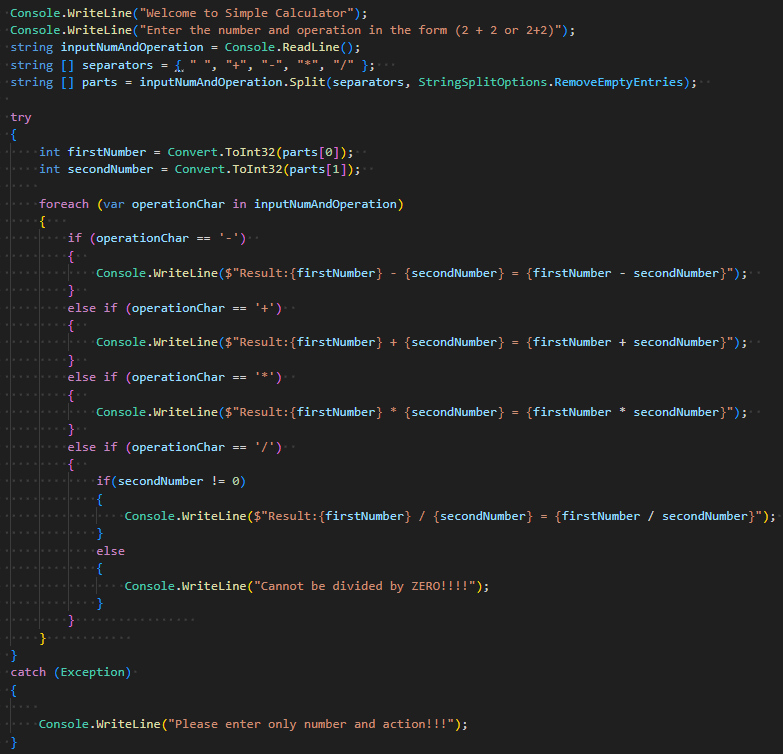 Console.WriteLine("Welcome to Simple Calculator");
Console.WriteLine("Enter the number and operation in the form (2 + 2 or 2+2)");
string inputNumAndOperation = Console.ReadLine();
string [] separators = { " ", "+", "-", "*", "/" };
string [] parts = inputNumAndOperation.Split(separators, StringSplitOptions.RemoveEmptyEntries);

try
{
    int firstNumber = Convert.ToInt32(parts[0]);
    int secondNumber = Convert.ToInt32(parts[1]);

    foreach (var operationChar in inputNumAndOperation)
    {
        if (operationChar == '-')
        {
            Console.WriteLine($"Result:{firstNumber} - {secondNumber} = {firstNumber - secondNumber}");
        }
        else if (operationChar == '+')
        {
            Console.WriteLine($"Result:{firstNumber} + {secondNumber} = {firstNumber + secondNumber}");
        }
        else if (operationChar == '*')
        {
            Console.WriteLine($"Result:{firstNumber} * {secondNumber} = {firstNumber * secondNumber}");
        }
        else if (operationChar == '/')
        {
            if(secondNumber != 0)
            {
                Console.WriteLine($"Result:{firstNumber} / {secondNumber} = {firstNumber / secondNumber}");
            }
            else
            {
                Console.WriteLine("Cannot be divided by ZERO!!!!");
            }
        }
    }
}
catch (Exception)
{

    Console.WriteLine("Please enter only number and action!!!");
}